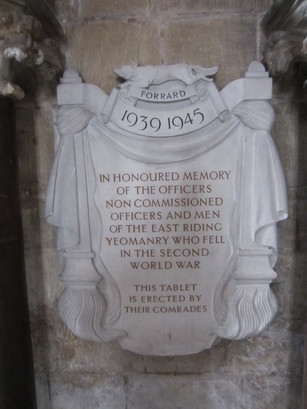 FORRARD
1939 1945
IN HONOURED MEMORY
OF THE OFFICERS
NON COMMISSIONED
OFFICERS AND MEN
OF THE EAST RIDING
YEOMANRY WHO FELL
IN THE SECOND
WORLD WAR
THIS TABLET
IS ERECTED BY
THEIR COMRADES